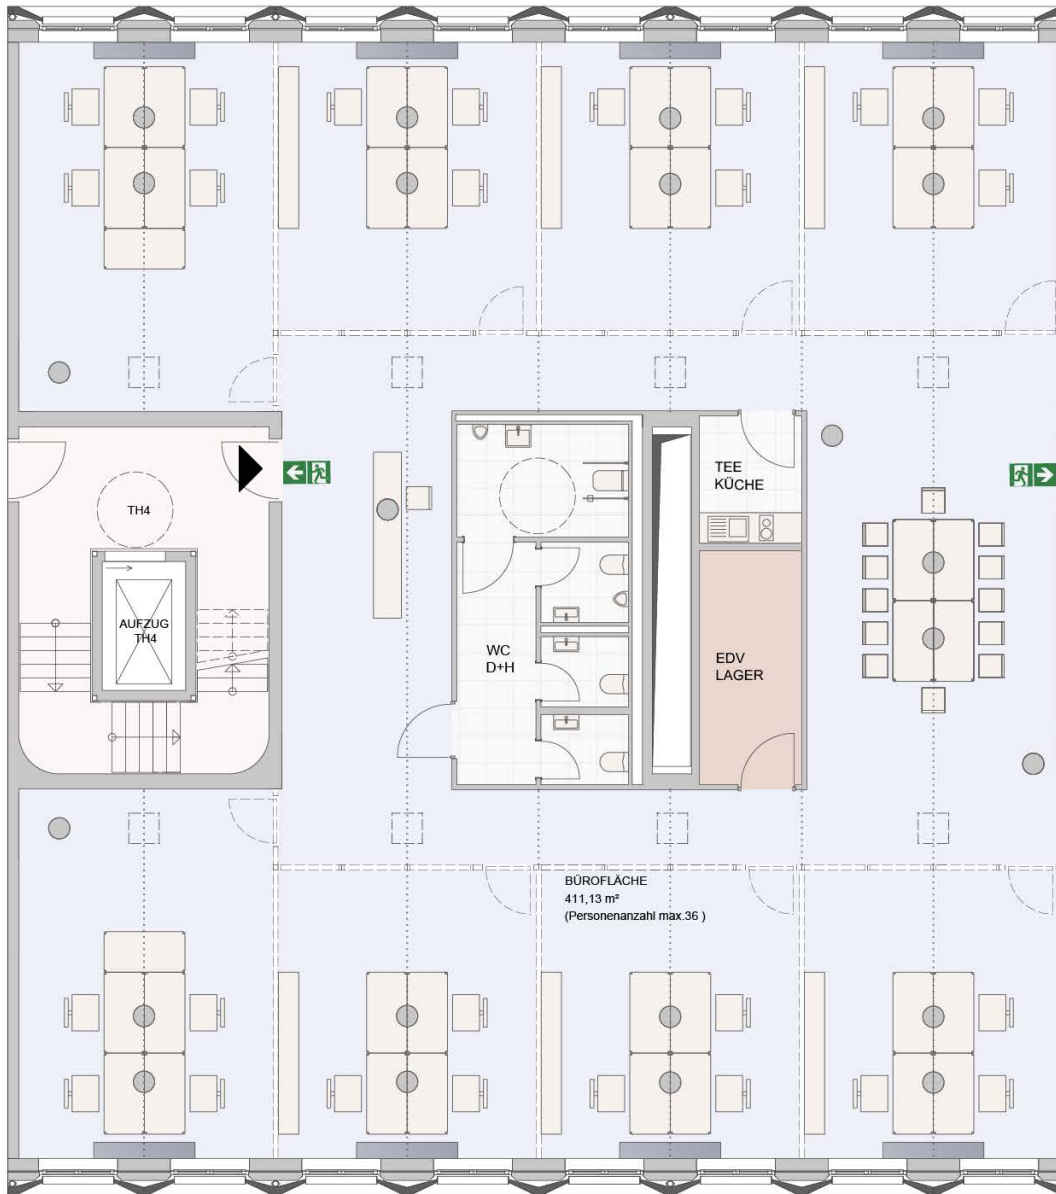 TH4
AUFZUG
TH4
TEE
KÜCHE
WC
D+H
EDV
LAGER
BÜROFLÄCHE
411,13 m²
(Personenanzahl max.36 )